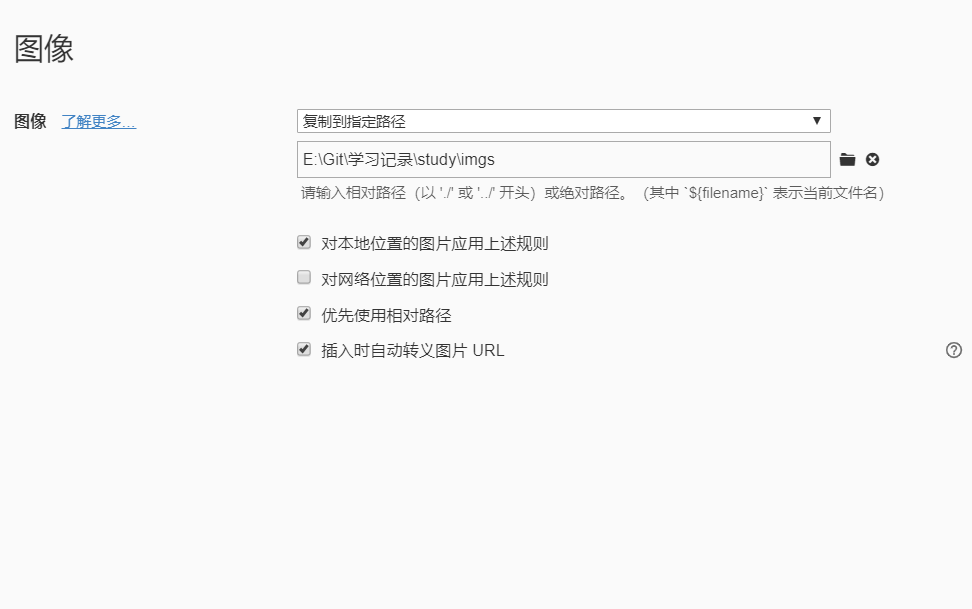 图像
图像 了解更多…
复制到指定路径
E:\Git\学习记录\study\imgs
请输入相对路径（以 './' 或 '../' 开头）或绝对路径。 （其中 `${filename}` 表示当前文件名）
对本地位置的图片应用上述规则
对网络位置的图片应用上述规则
优先使用相对路径
插入时自动转义图片 URL